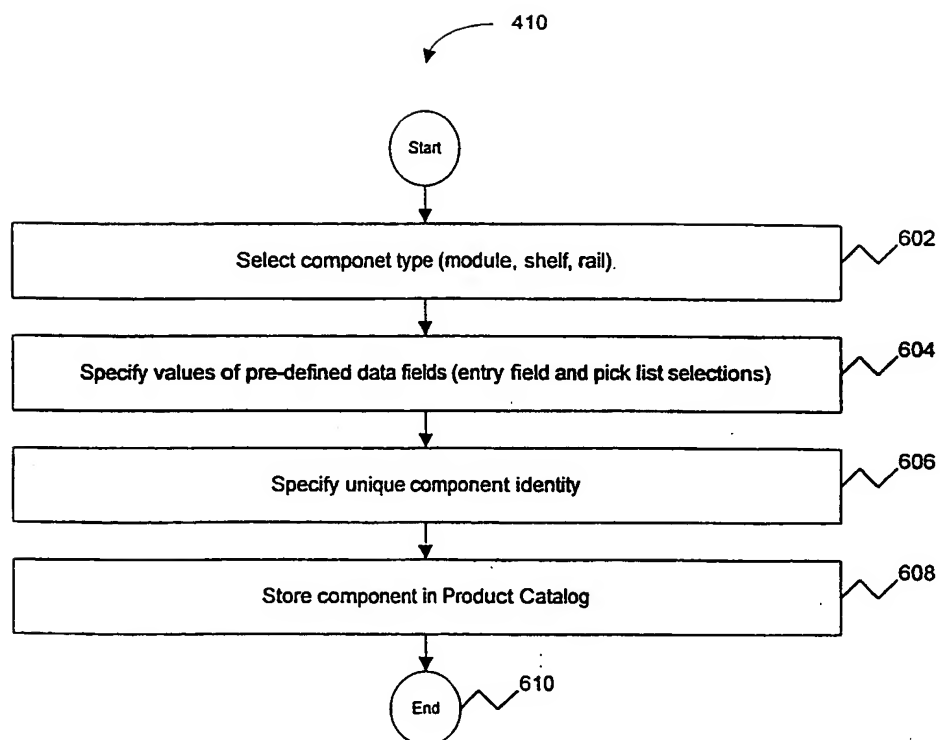 410
Start
Select componet type (module, shelf, rail).
602
Specify values of pre-defined data fields (entry field and pick list selections)
604
Specify unique component identity
606
Store component in Product Catalog
608
End
610